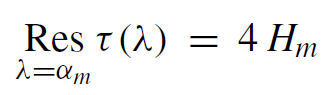 Res τ(λ) = 4 H_m
λ=α_m